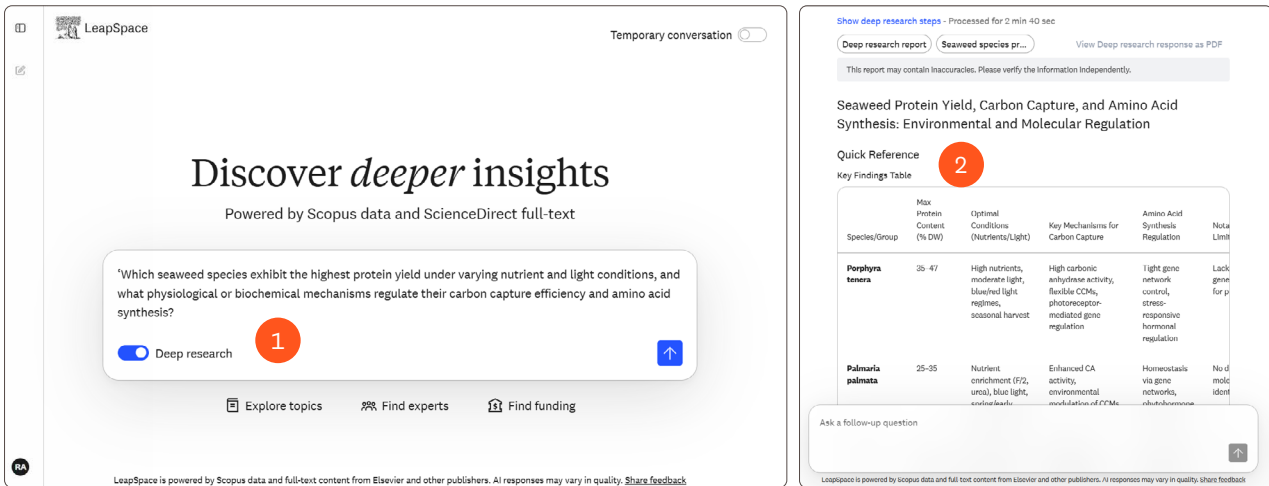 LeapSpace
Temporary conversation
Discover deeper insights
Powered by Scopus data and ScienceDirect full-text
‘Which seaweed species exhibit the highest protein yield under varying nutrient and light conditions, and
what physiological or biochemical mechanisms regulate their carbon capture efficiency and amino acid
synthesis?
1
Deep research
Explore topics
Find experts
Find funding
RA
LeapSpace is powered by Scopus data and full-text content from Elsevier and other publishers. AI responses may vary in quality. Share feedback
Show deep research steps - Processed for 2 min 40 sec
Deep research report
Seaweed species pr...
View Deep research response as PDF
This report may contain inaccuracies. Please verify the information independently.
Seaweed Protein Yield, Carbon Capture, and Amino Acid
Synthesis: Environmental and Molecular Regulation
Quick Reference
2
Key Findings Table
Species/Group
Max
Protein
Content
(% DW)
Optimal
Conditions
(Nutrients/Light)
Key Mechanisms for
Carbon Capture
Amino Acid
Synthesis
Regulation
Nota
Limit
Porphyra
tenera
35–47
High nutrients,
moderate light,
blue/red light
regimes,
seasonal harvest
High carbonic
anhydrase activity,
flexible CCMs,
photoreceptor-
mediated gene
regulation
Tight gene
network
control,
stress-
responsive
hormonal
regulation
Lack
gene
for p
Palmaria
palmata
25–35
Nutrient
enrichment (F/2,
urea), blue light,
spring/early
Enhanced CA
activity,
environmental
modulation of CCMs
Homeostasis
via gene
networks,
phytohormone
No d
mole
ident
Ask a follow-up question
LeapSpace is powered by Scopus data and full-text content from Elsevier and other publishers. AI responses may vary in quality. Share feedback